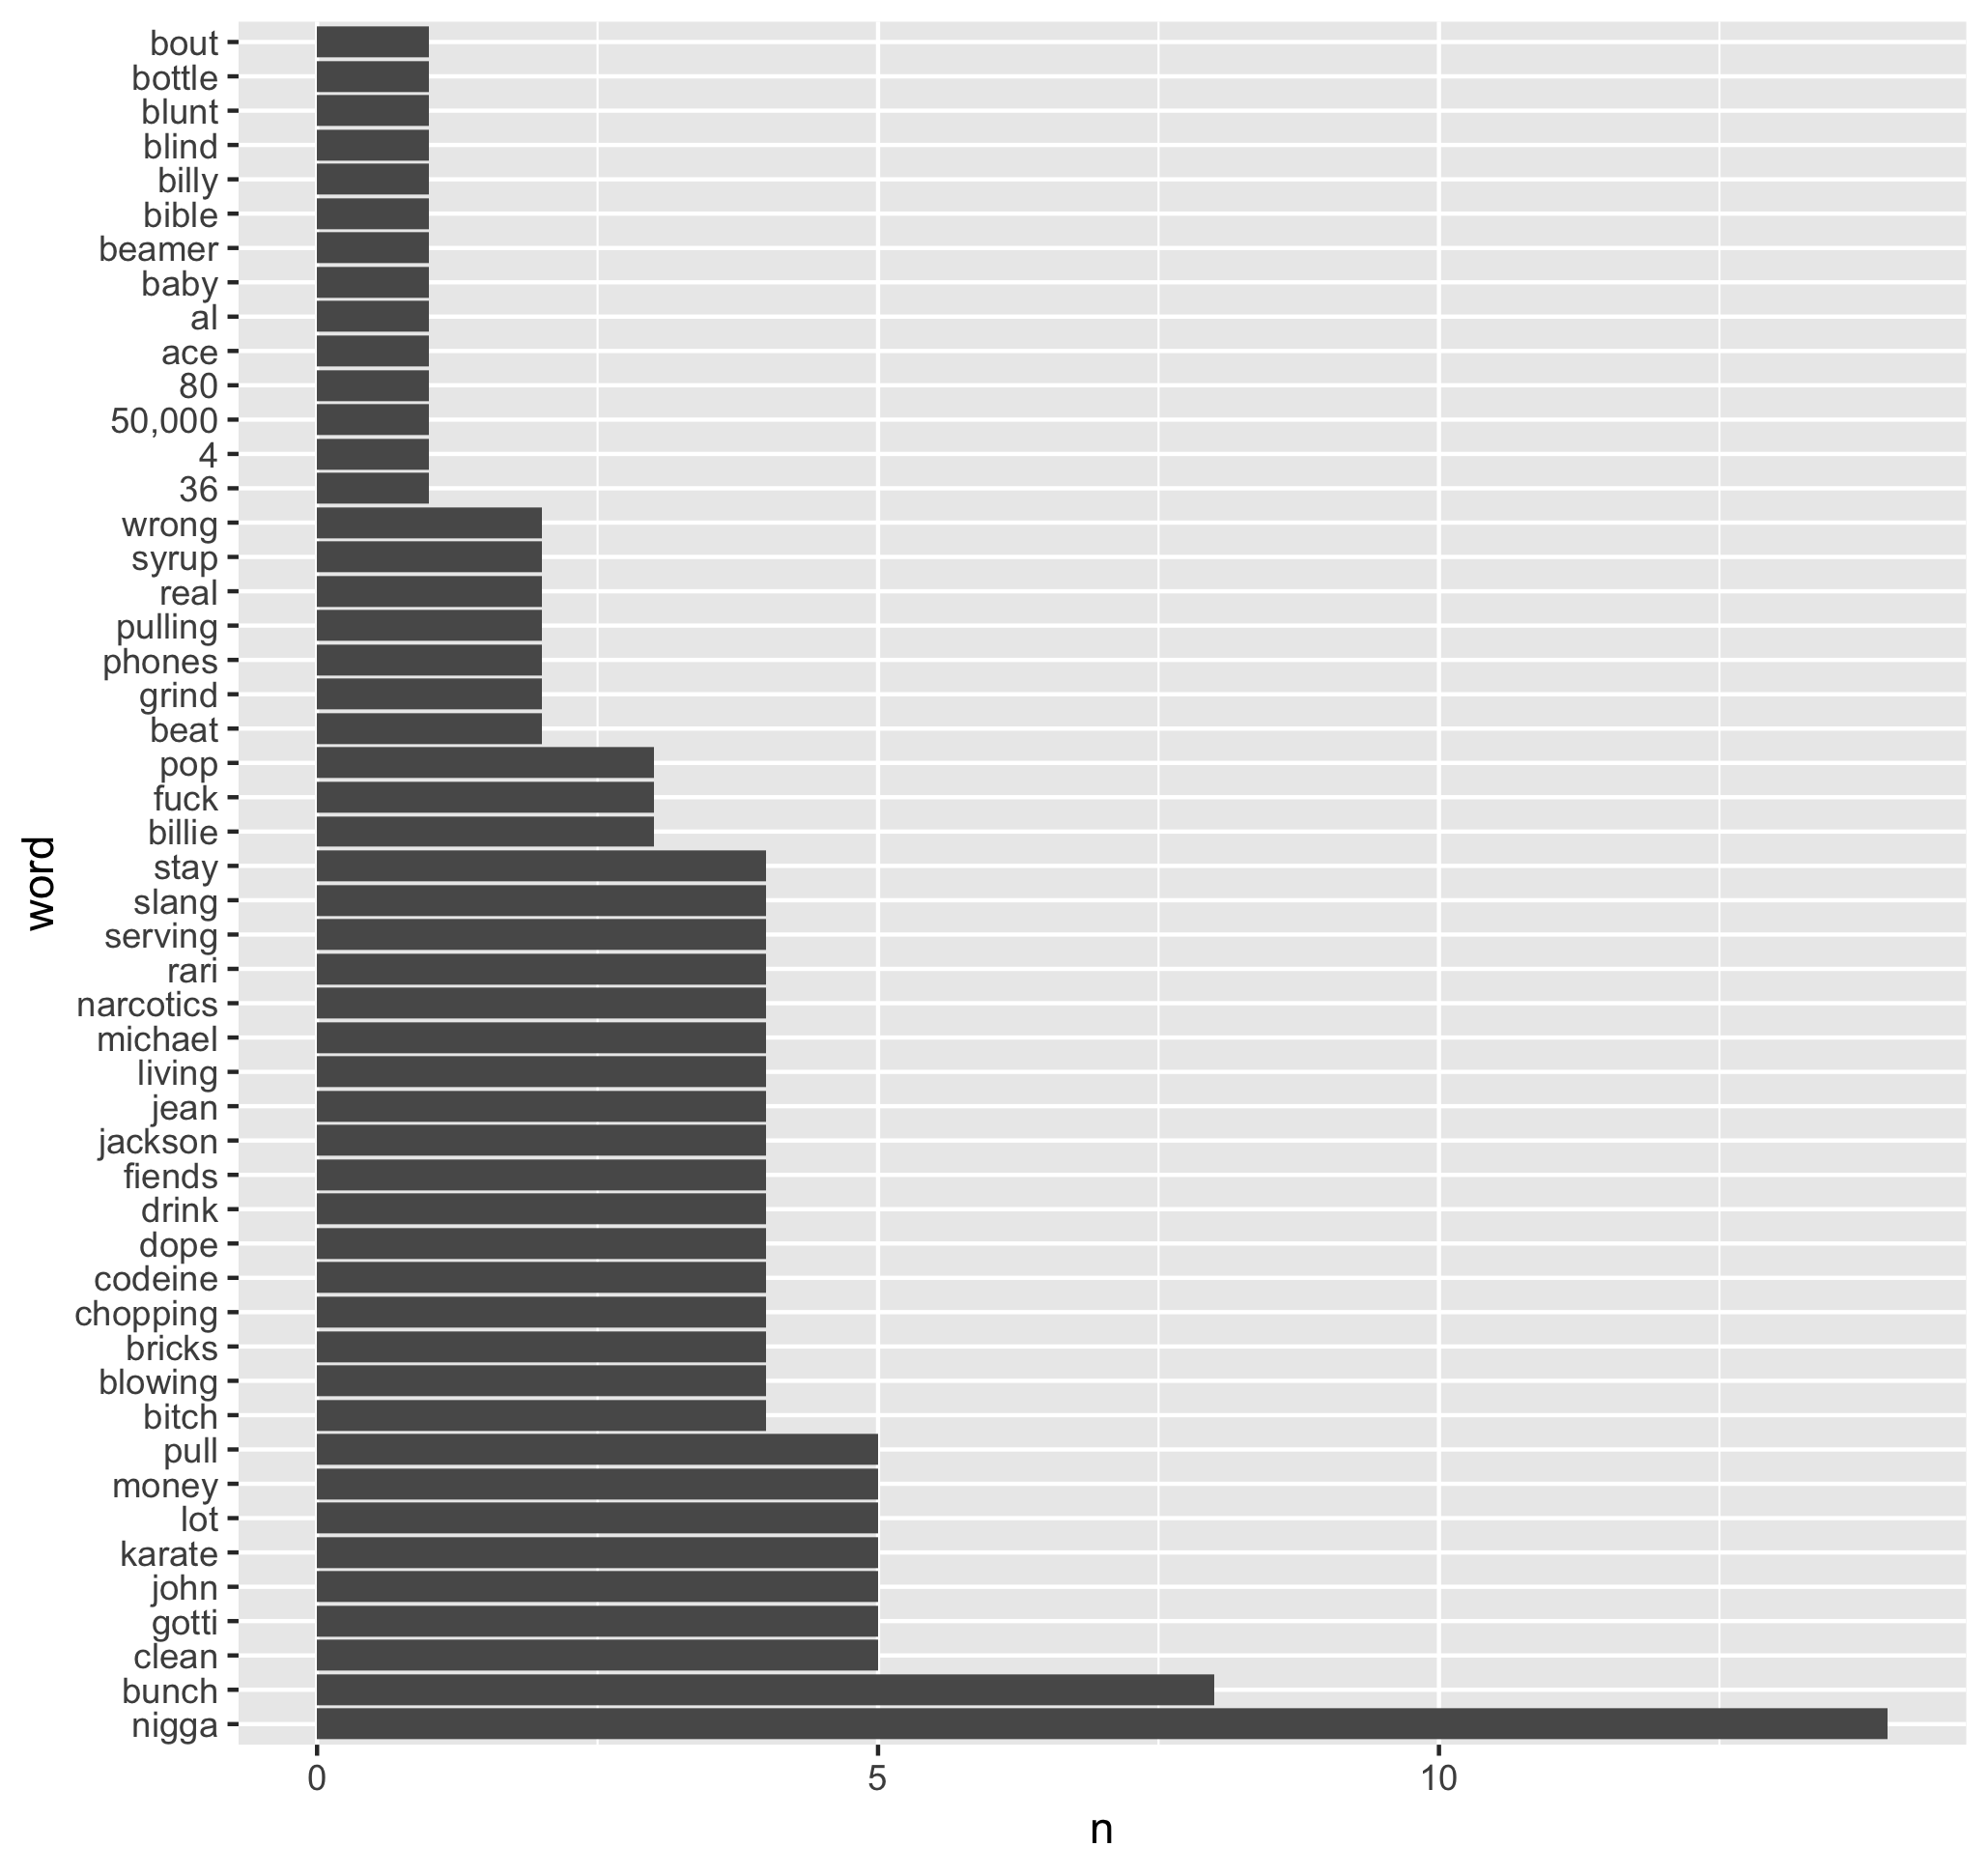 bout
bottle
blunt
blind
billy
bible
beamer
baby
al
ace
80
50,000
4
36
wrong
syrup
real
pulling
phones
grind
beat
pop
fuck
billie
stay
slang
serving
rari
narcotics
michael
living
jean
jackson
fiends
drink
dope
codeine
chopping
bricks
blowing
bitch
pull
money
lot
karate
john
gotti
clean
bunch
nigga
word
0 5 10
n